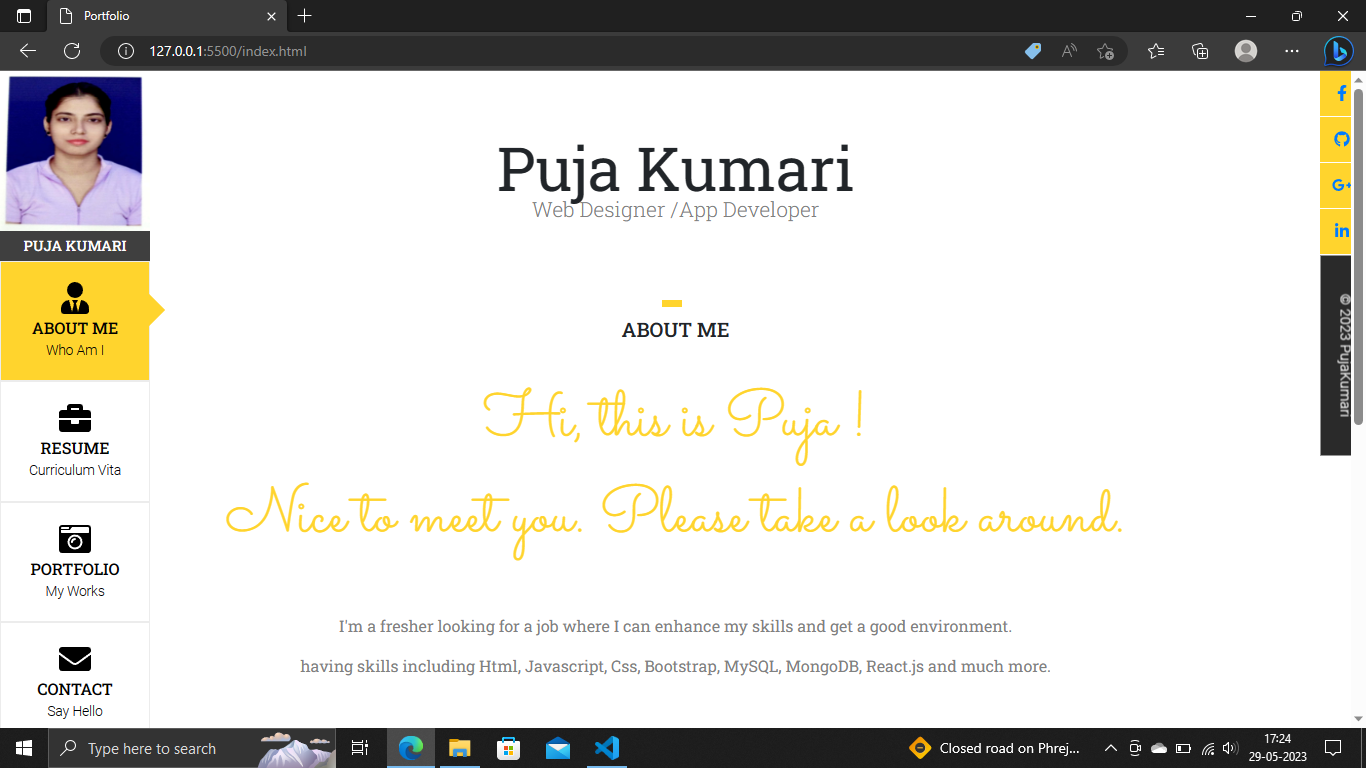 Portfolio
127.0.0.1:5500/index.html
PUJA KUMARI
ABOUT ME
Who Am I
RESUME
Curriculum Vita
PORTFOLIO
My Works
CONTACT
Say Hello
Puja Kumari
Web Designer /App Developer
ABOUT ME
Hi, this is Puja !
Nice to meet you. Please take a look around.
I'm a fresher looking for a job where I can enhance my skills and get a good environment.
having skills including Html, Javascript, Css, Bootstrap, MySQL, MongoDB, React.js and much more.
© 2023 PujaKumari
Type here to search
Closed road on Phrej...
17:24
29-05-2023